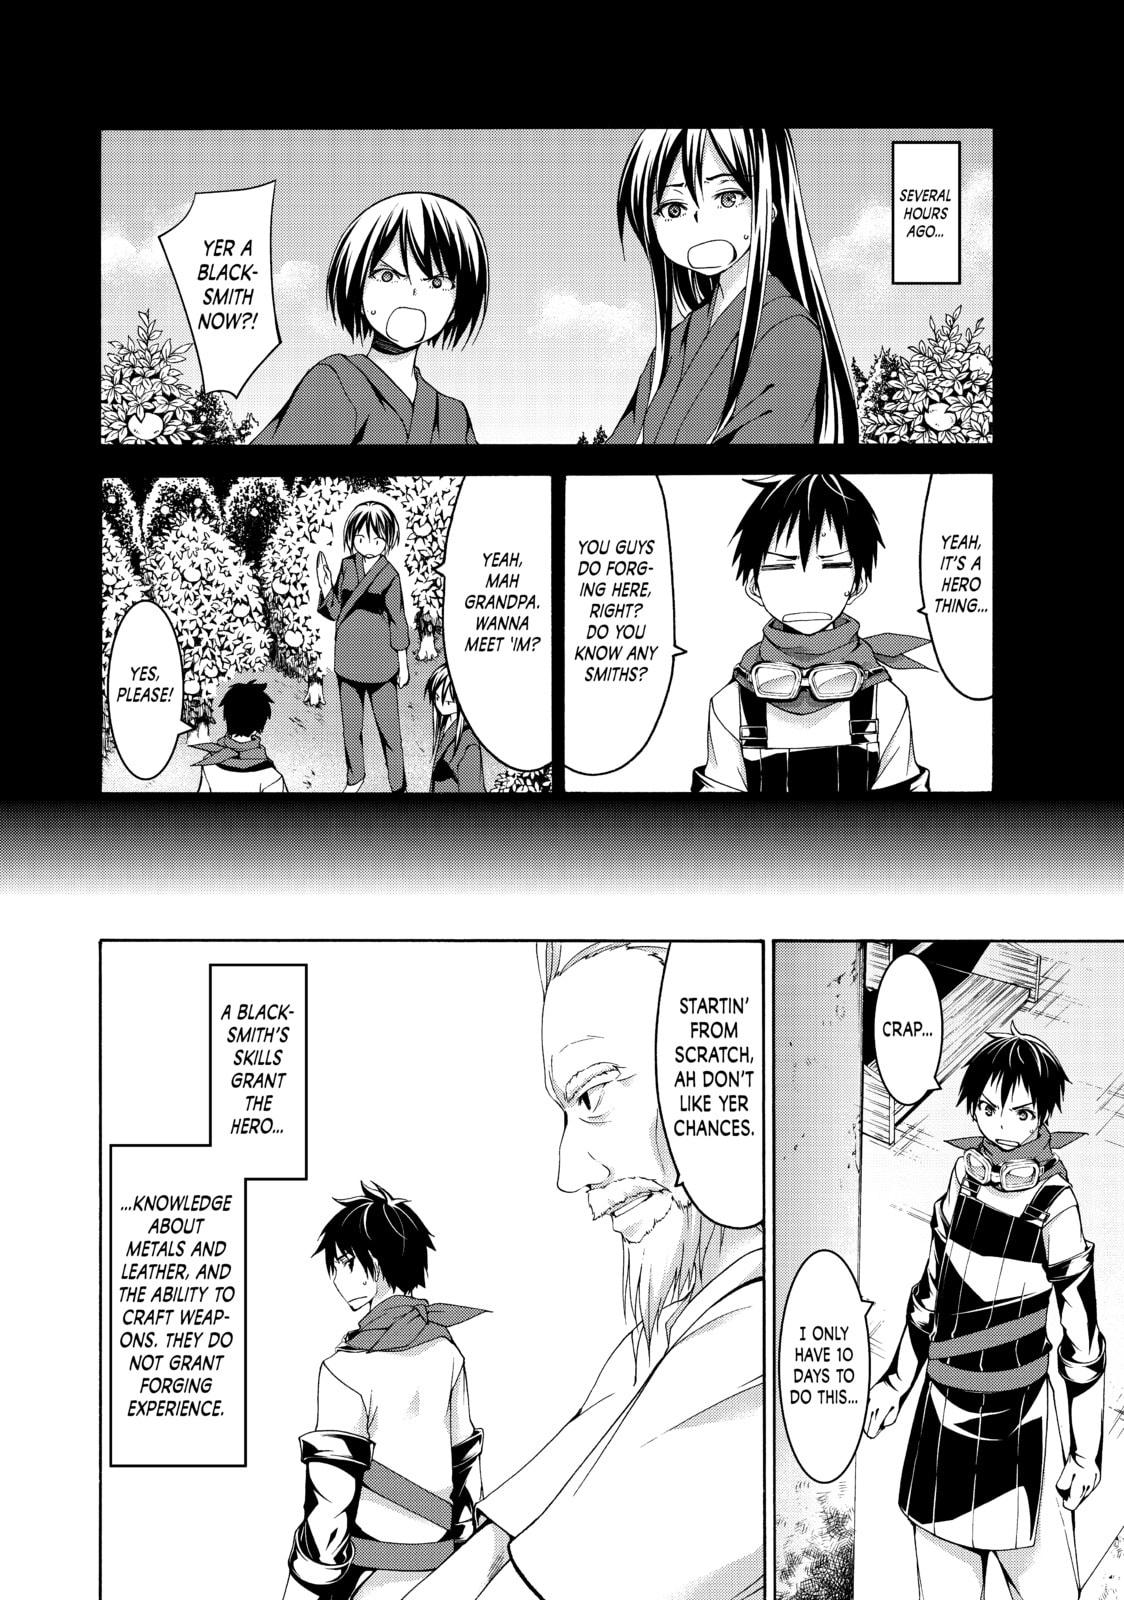 SEVERAL
HOURS
AGO...
YER A
BLACK-
SMITH
NOW?!
YEAH,
IT'S A
HERO
THING...
YOU GUYS
DO FORG-
ING HERE,
RIGHT?
DO YOU
KNOW ANY
SMITHS?
YEAH,
MAH
GRANDPA.
WANNA
MEET 'IM?
YES,
PLEASE!
CRAP...
I ONLY
HAVE 10
DAYS TO
DO THIS...
STARTIN'
FROM
SCRATCH,
AH DON'T
LIKE YER
CHANCES.
A BLACK-
SMITH'S
SKILLS
GRANT
THE
HERO...
...KNOWLEDGE
ABOUT
METALS AND
LEATHER, AND
THE ABILITY TO
CRAFT WEAP-
ONS. THEY DO
NOT GRANT
FORGING
EXPERIENCE.